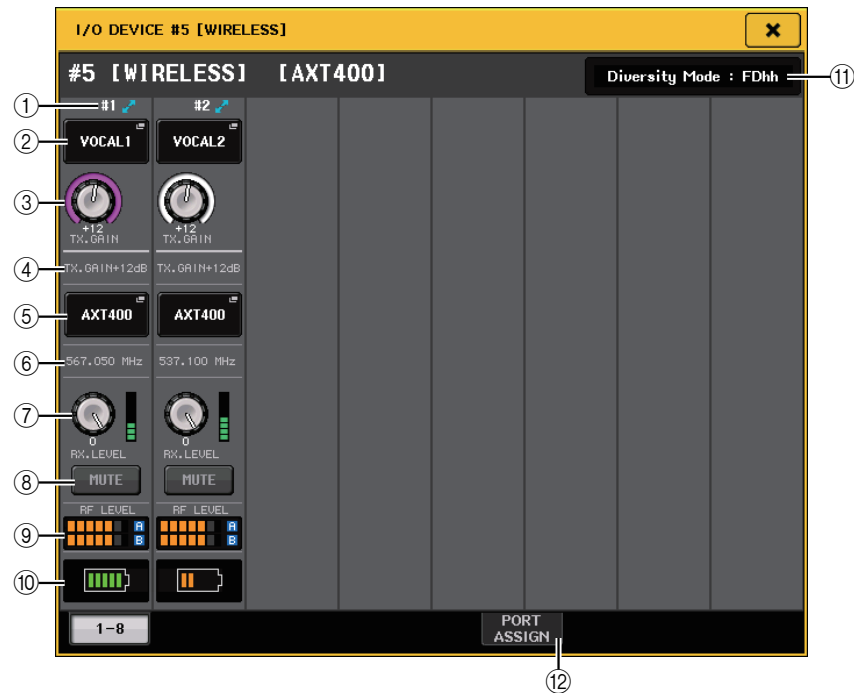 I/O DEVICE #5 [WIRELESS]
#5 [WIRELESS] [AXT400]
Diversity Mode : FDhh
⑪
① #1 #2
② VOCAL1 VOCAL2
③
+12 +12
TX.GAIN TX.GAIN
④ TX.GAIN+12dB TX.GAIN+12dB
⑤ AXT400 AXT400
⑥ 567.050 MHz 537.100 MHz
⑦
0 0
RX.LEVEL RX.LEVEL
⑧ MUTE MUTE
RF LEVEL RF LEVEL
⑨ A A
B B
⑩
1-8
PORT
ASSIGN
⑫